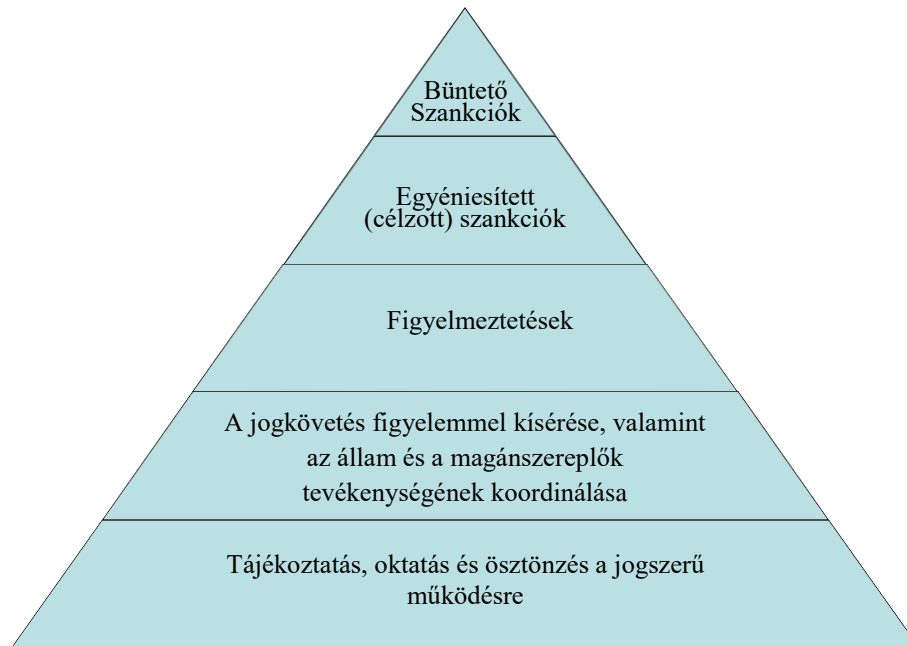 Büntető
Szankciók
Egyéniesített
(célzott) szankciók
Figyelmeztetések
A jogkövetés figyelemmel kísérése, valamint
az állam és a magánszereplők
tevékenységének koordinálása
Tájékoztatás, oktatás és ösztönzés a jogszerű
működésre